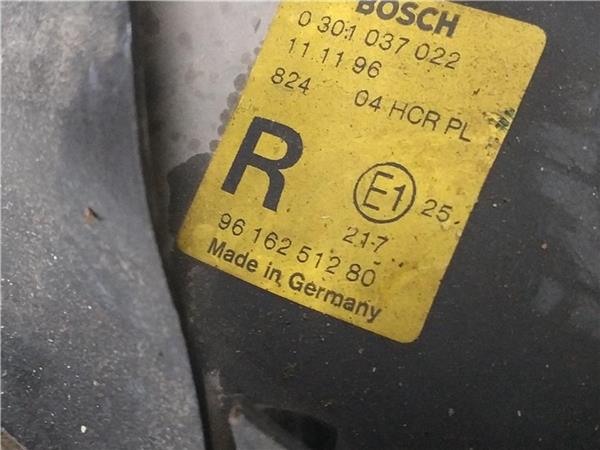 BOSCH
0 301 037 022
11 11 96
824 04 HCR PL
R E1 25
21-7
96 162 512 80
Made in Germany